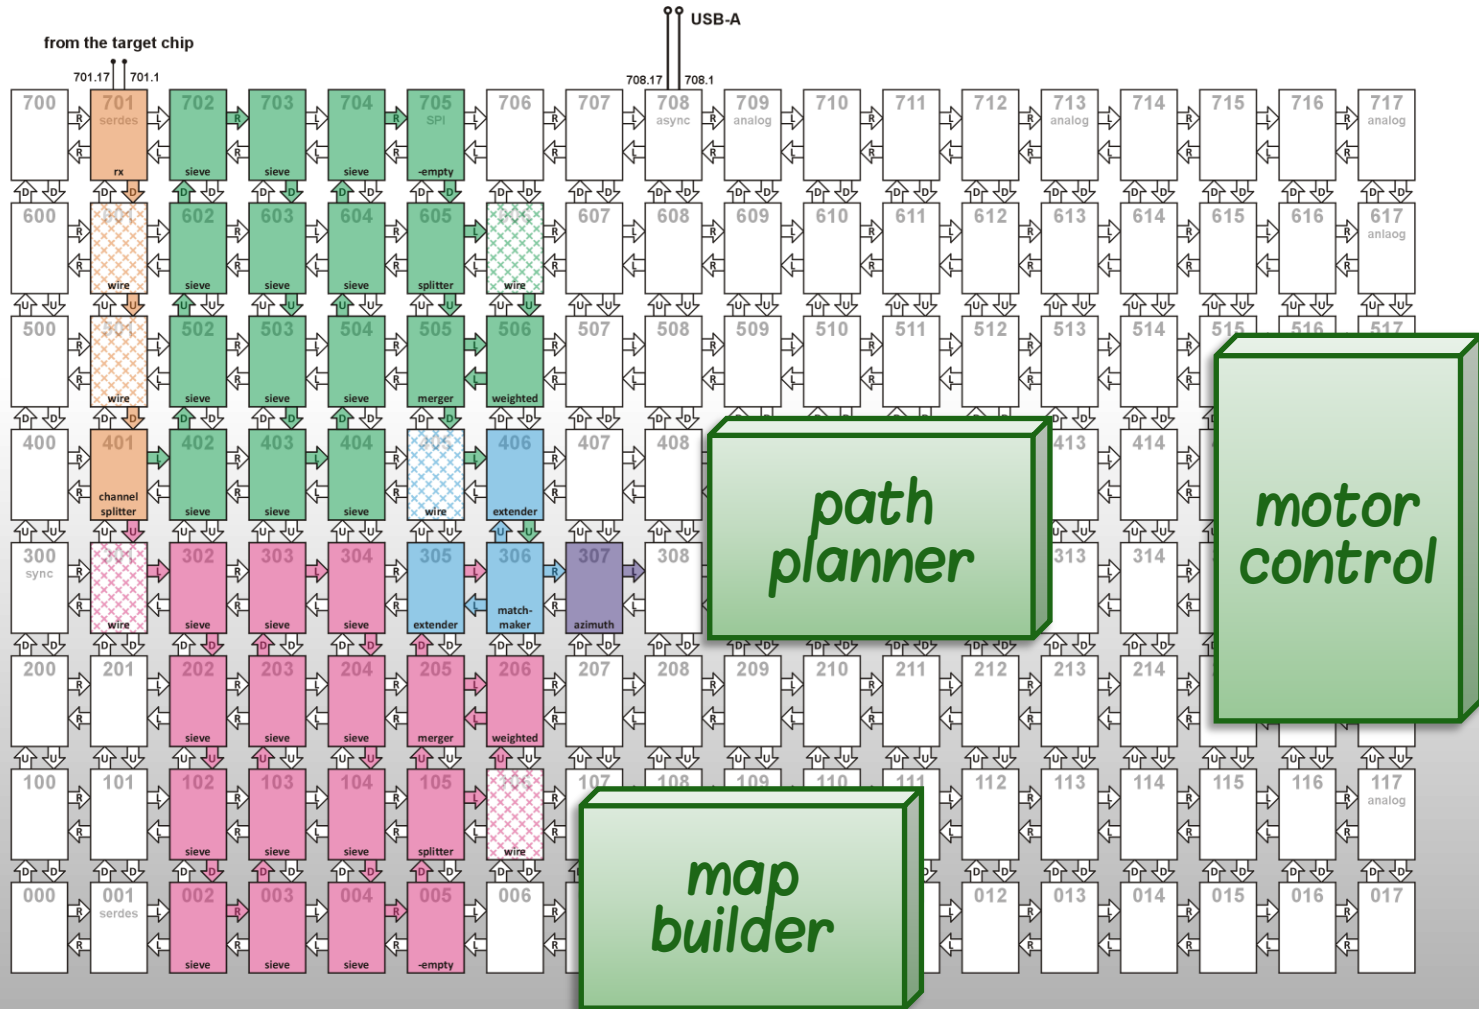 USB-A
from the target chip
701.17 701.1
708.17 708.1
700 701 702 703 704 705 706 707 708 709 710 711 712 713 714 715 716 717
serdes SPI async analog analog analog
R L R L R L R L R L R L R L R L R
R L R L R L R L R L R L R L R L R
rx sieve sieve sieve -empty
D D D D D D D D D D D D D D D D D D D D D D D D D D D D D D D D D D D D
600 602 603 604 605 607 608 609 610 611 612 613 614 615 616 617
anlaog
R L R L R L R L R L R L R L R L R
R L R L R L R L R L R L R L R L R
wire sieve sieve sieve splitter wire
U U U U U U U U U U U U U U U U U U U U U U U U U U U U U U U U U U U U
500 502 503 504 505 506 507 508 509 510 511 512 513 514 515 516 517
R L R L R L R L R L R L R L R
R L R L R L R L R L R L R L R
wire sieve sieve sieve merger weighted
400 401 402 403 404 406 407 408 413 414
channel
splitter sieve sieve sieve wire extender
path
planner
motor
control
300 302 303 304 305 306 307 308 313 314
sync
match-
wire sieve sieve sieve extender maker azimuth
200 201 202 203 204 205 206 207 208 209 210 211 212 213 214
sieve sieve sieve merger weighted
100 101 102 103 104 105 107 108 109 110 111 112 113 114 115 116 117
analog
sieve sieve sieve splitter wire
map
builder
000 001 002 003 004 005 006 012 013 014 015 016 017
serdes
sieve sieve sieve -empty